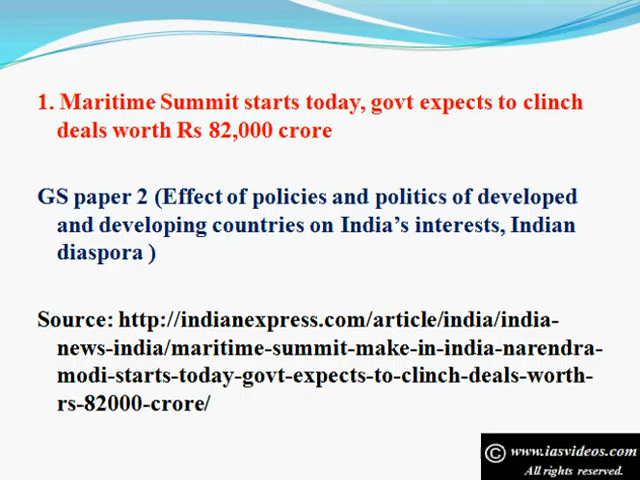 1. Maritime Summit starts today, govt expects to clinch
deals worth Rs 82,000 crore
GS paper 2 (Effect of policies and politics of developed
and developing countries on India’s interests, Indian
diaspora )
Source: http://indianexpress.com/article/india/india-
news-india/maritime-summit-make-in-india-narendra-
modi-starts-today-govt-expects-to-clinch-deals-worth-
rs-82000-crore/
© www.iasvideos.com
All rights reserved.